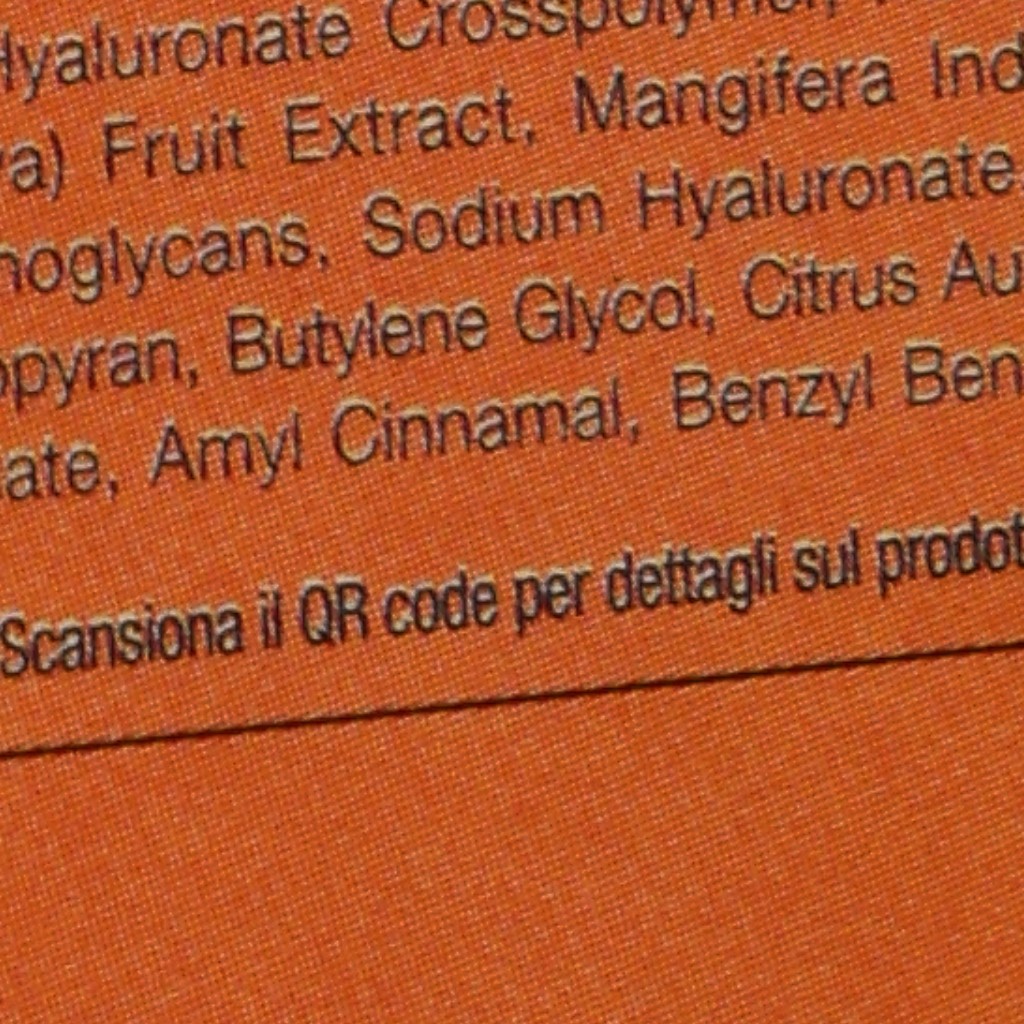 Hyaluronate Crosspolymer,
Fruit Extract, Mangifera Ind
noglycans, Sodium Hyaluronate,
opyran, Butylene Glycol, Citrus Au
ate, Amyl Cinnamal, Benzyl Ben
Scansiona il QR code per dettagli sul prodot